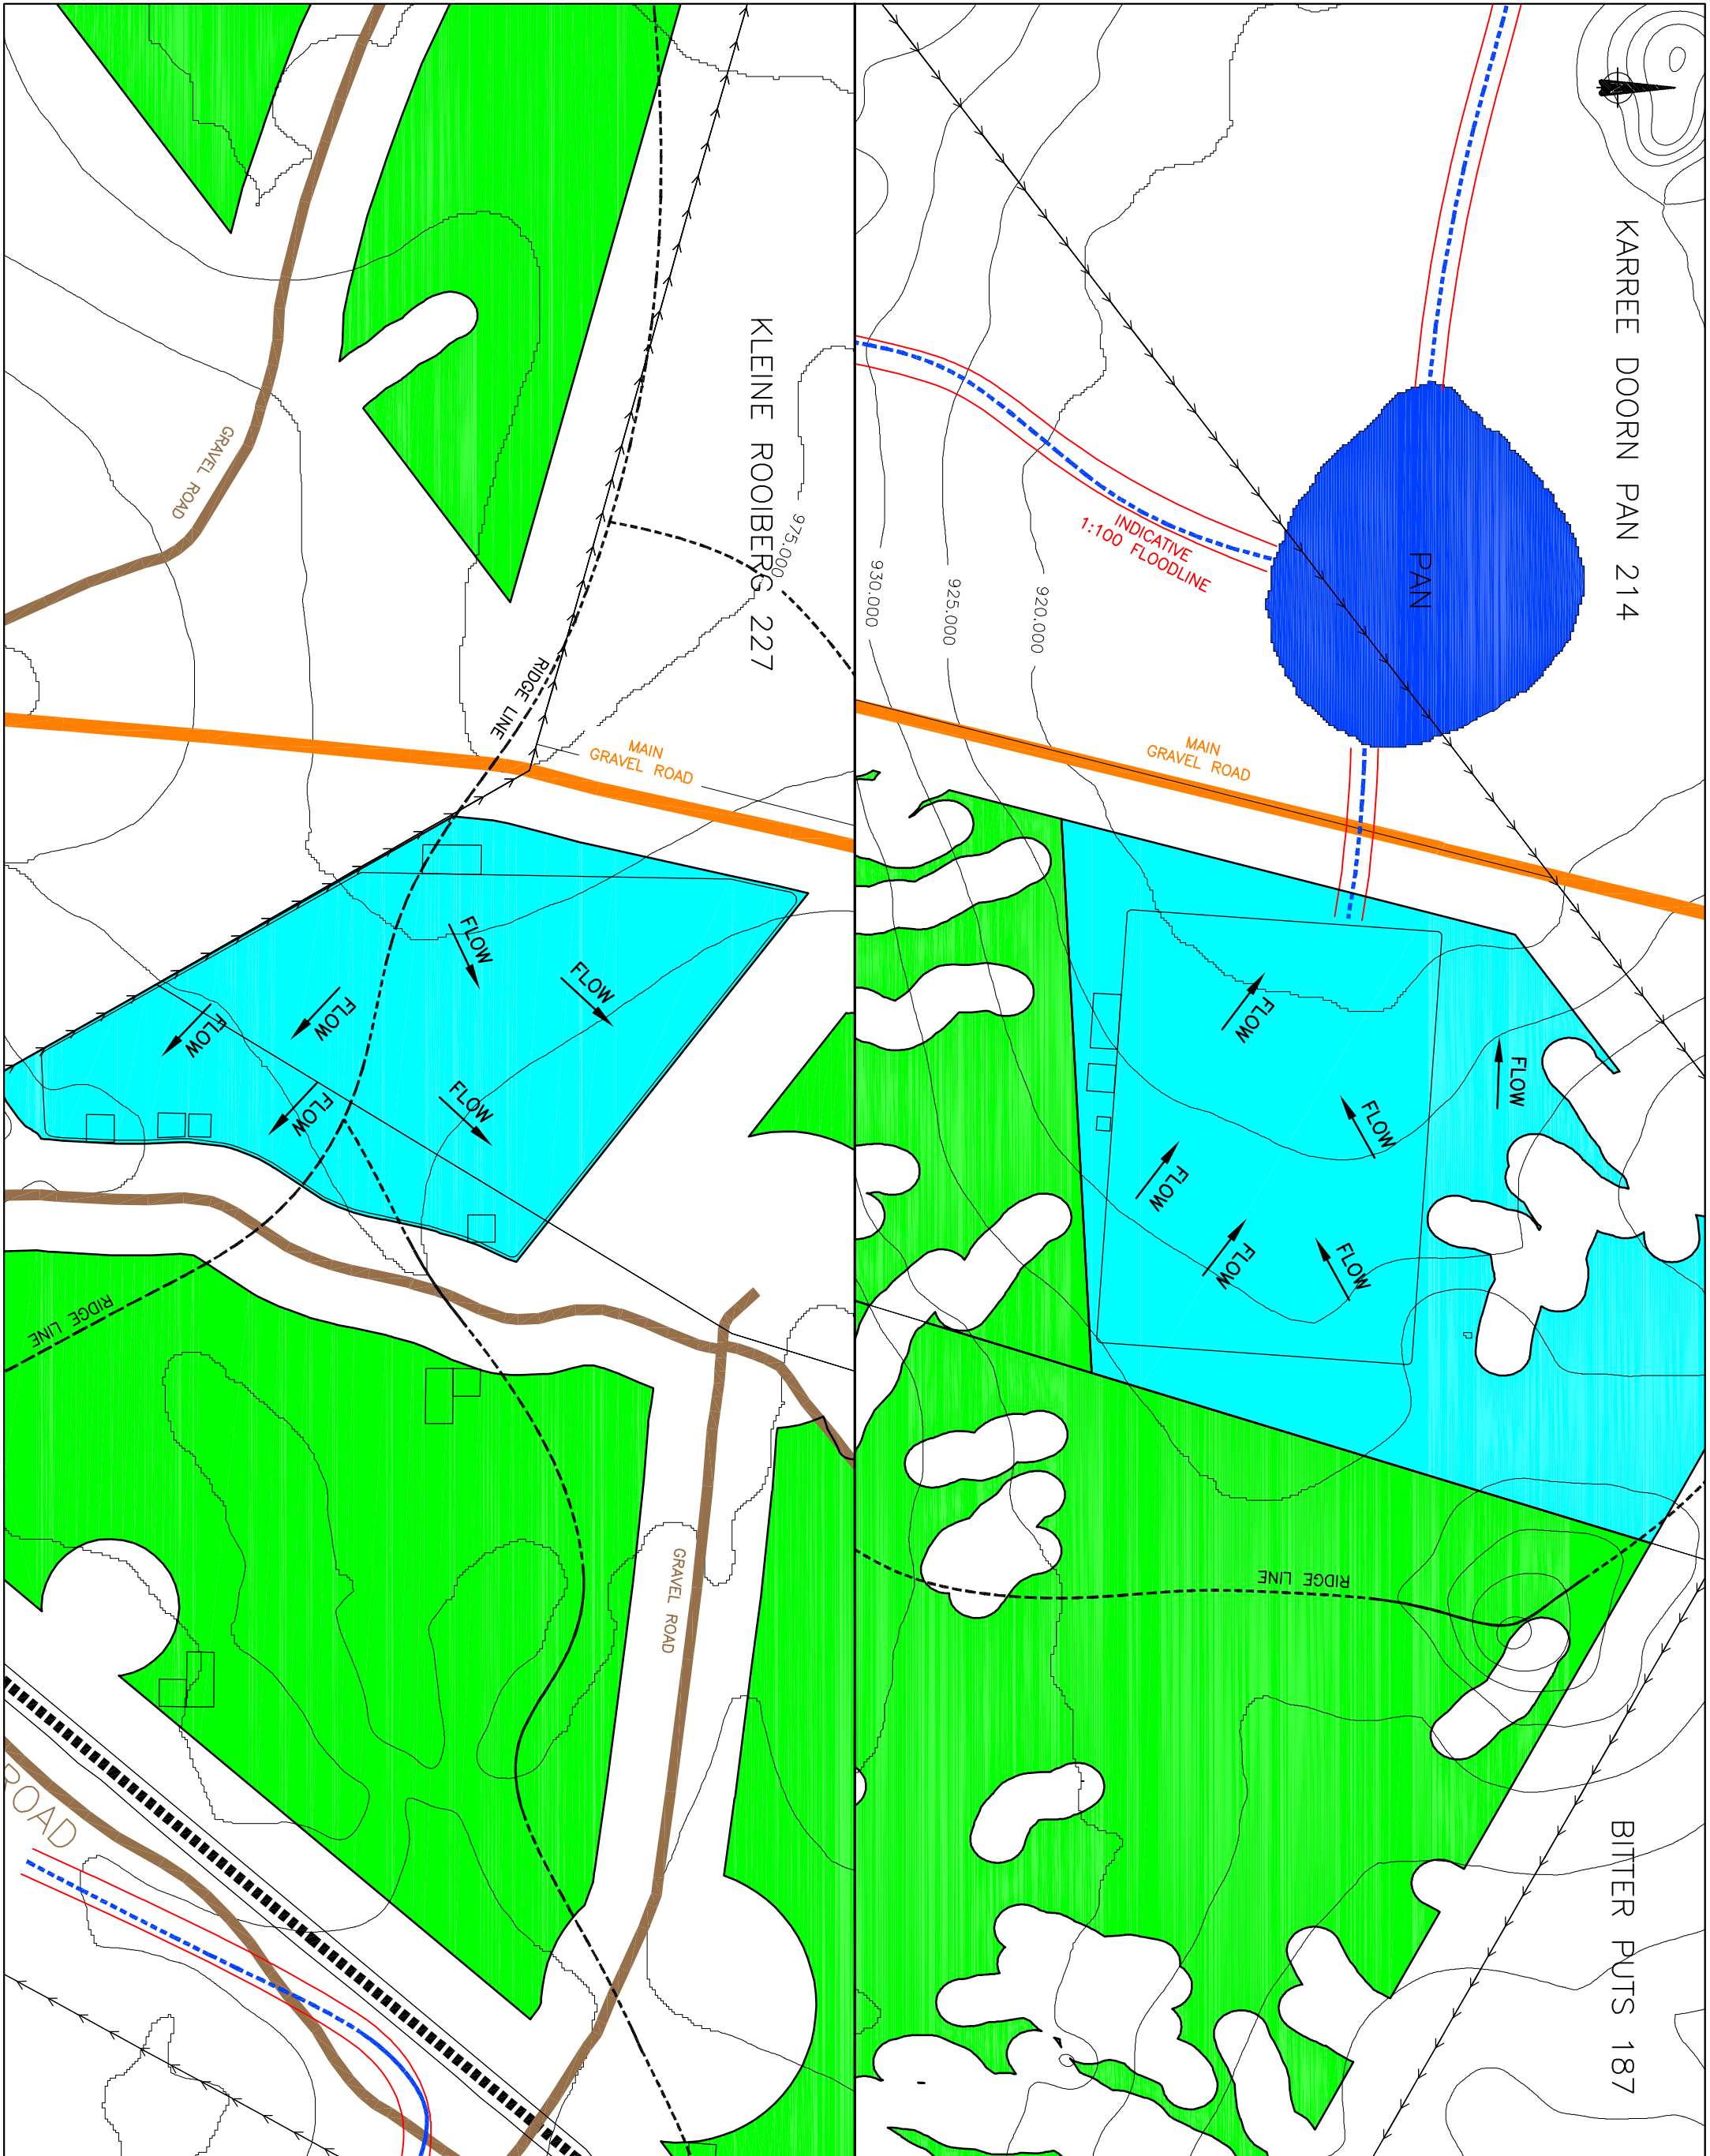 KARREE DOORN PAN 214
PAN
INDICATIVE
1:100 FLOODLINE
920.000
925.000
930.000
MAIN
GRAVEL ROAD
FLOW
FLOW
FLOW
FLOW
FLOW
FLOW
RIDGE LINE
BITTER PUTS 187
KLEINE ROOIBERG 227
975.000
GRAVEL ROAD
RIDGE LINE
MAIN
GRAVEL ROAD
FLOW
FLOW
FLOW
FLOW
FLOW
FLOW
RIDGE LINE
GRAVEL ROAD
ROAD